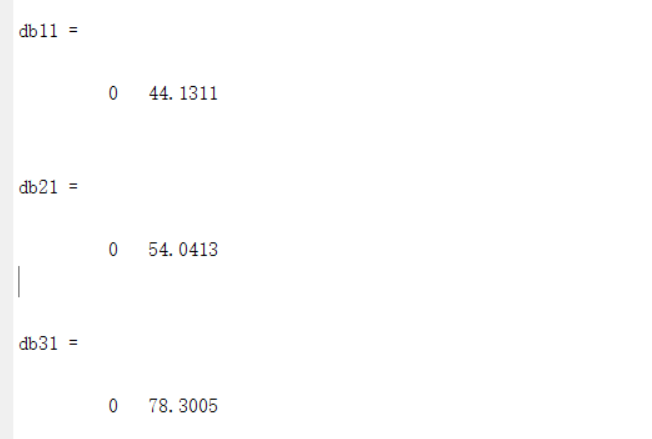 db11 =
0 44.1311
db21 =
0 54.0413
db31 =
0 78.3005